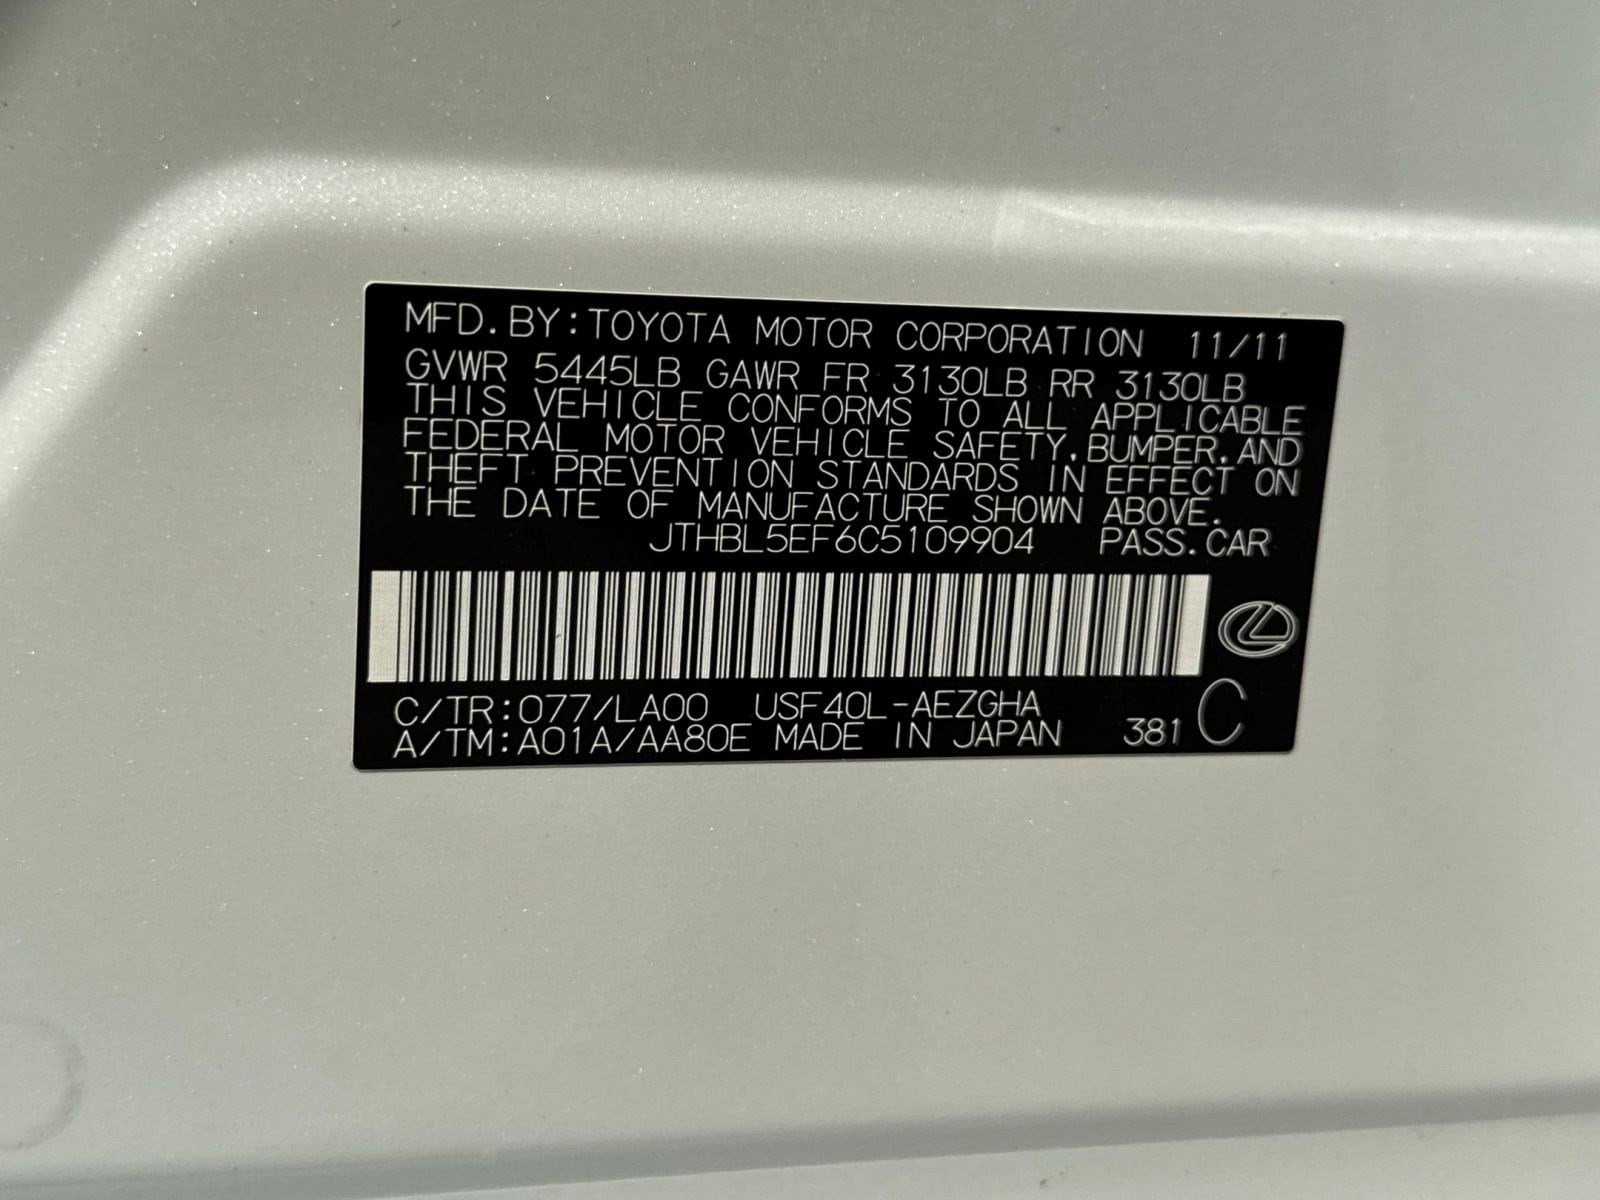 MFD. BY: TOYOTA MOTOR CORPORATION 11/11
GVWR 5445LB GAWR FR 3130LB RR 3130LB
THIS VEHICLE CONFORMS TO ALL APPLICABLE
FEDERAL MOTOR VEHICLE SAFETY, BUMPER, AND
THEFT PREVENTION STANDARDS IN EFFECT ON
THE DATE OF MANUFACTURE SHOWN ABOVE.
JTHBL5EF6C5109904 PASS. CAR
C/TR: 077/LA00 USF40L-AEZGHA
A/TM: A01A/AA80E MADE IN JAPAN 381 C